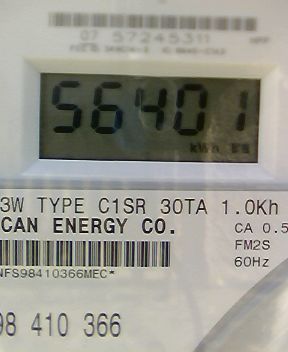 07 57245311
56401
kWh
3W TYPE C1SR 30TA 1.0Kh
CAN ENERGY CO.
CA 0.5
FM2S
60Hz
NFS98410366MEC*
98 410 366